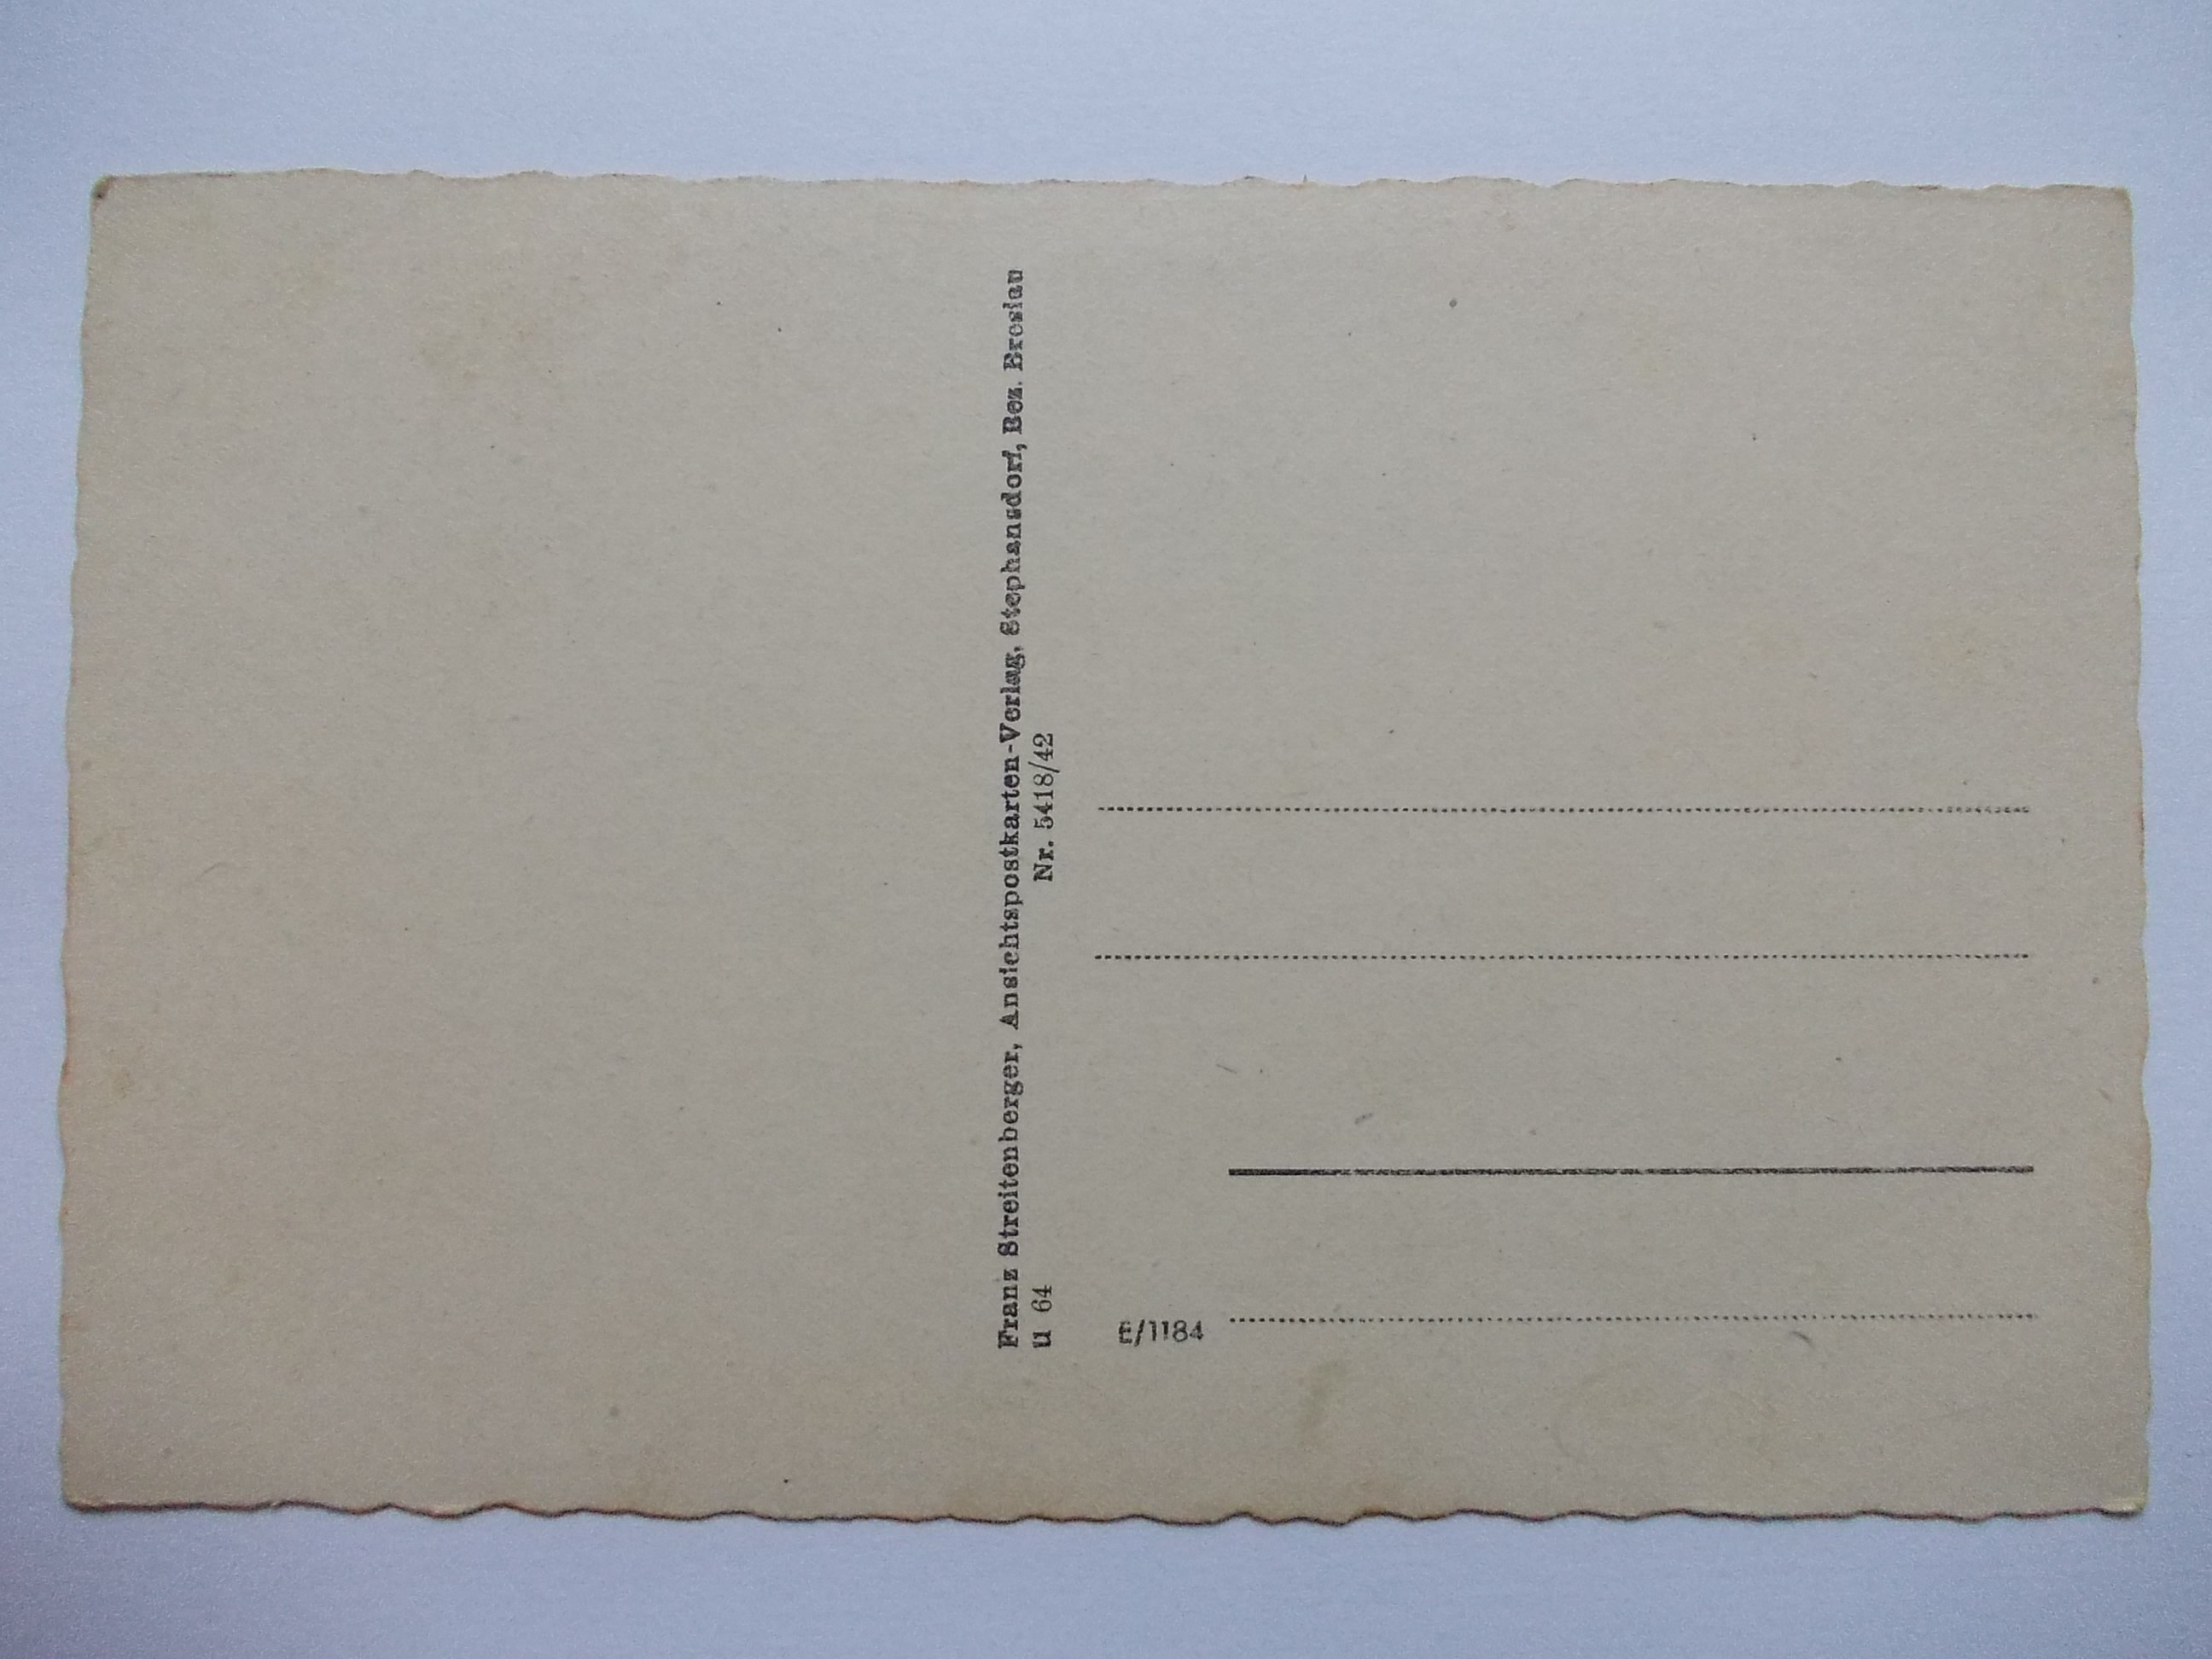 Franz Streitenberger, Ansichtspostkarten-Verlag, Stephansdorf, Bez. Breslau
U 64 Nr. 5418/42
E/1184